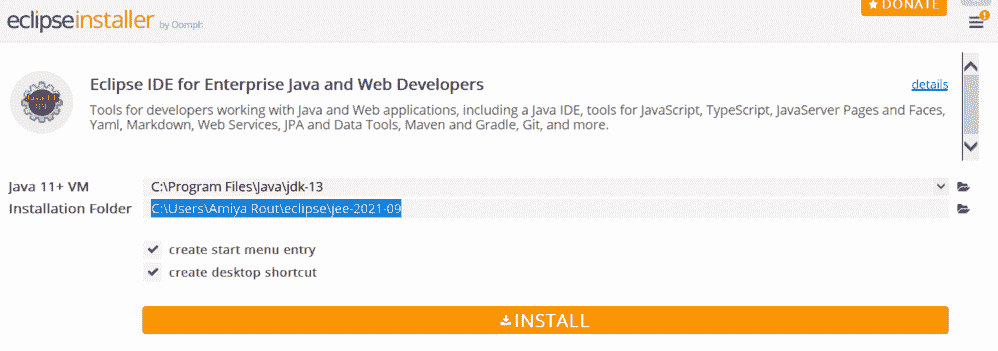 DONATE
eclipseinstaller by Oomph
Eclipse IDE for Enterprise Java and Web Developers
details
Tools for developers working with Java and Web applications, including a Java IDE, tools for JavaScript, TypeScript, JavaServer Pages and Faces,
Yaml, Markdown, Web Services, JPA and Data Tools, Maven and Gradle, Git, and more.
Java 11+ VM
C:\Program Files\Java\jdk-13
Installation Folder
C:\Users\Amiya Rout\eclipse\jee-2021-09
create start menu entry
create desktop shortcut
INSTALL